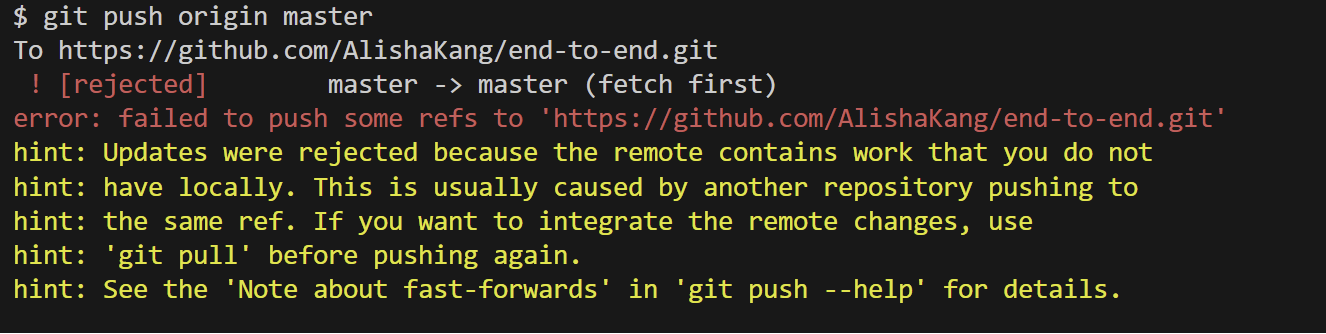 $ git push origin master
To https://github.com/AlishaKang/end-to-end.git
 ! [rejected]        master -> master (fetch first)
error: failed to push some refs to 'https://github.com/AlishaKang/end-to-end.git'
hint: Updates were rejected because the remote contains work that you do not
hint: have locally. This is usually caused by another repository pushing to
hint: the same ref. If you want to integrate the remote changes, use
hint: 'git pull' before pushing again.
hint: See the 'Note about fast-forwards' in 'git push --help' for details.